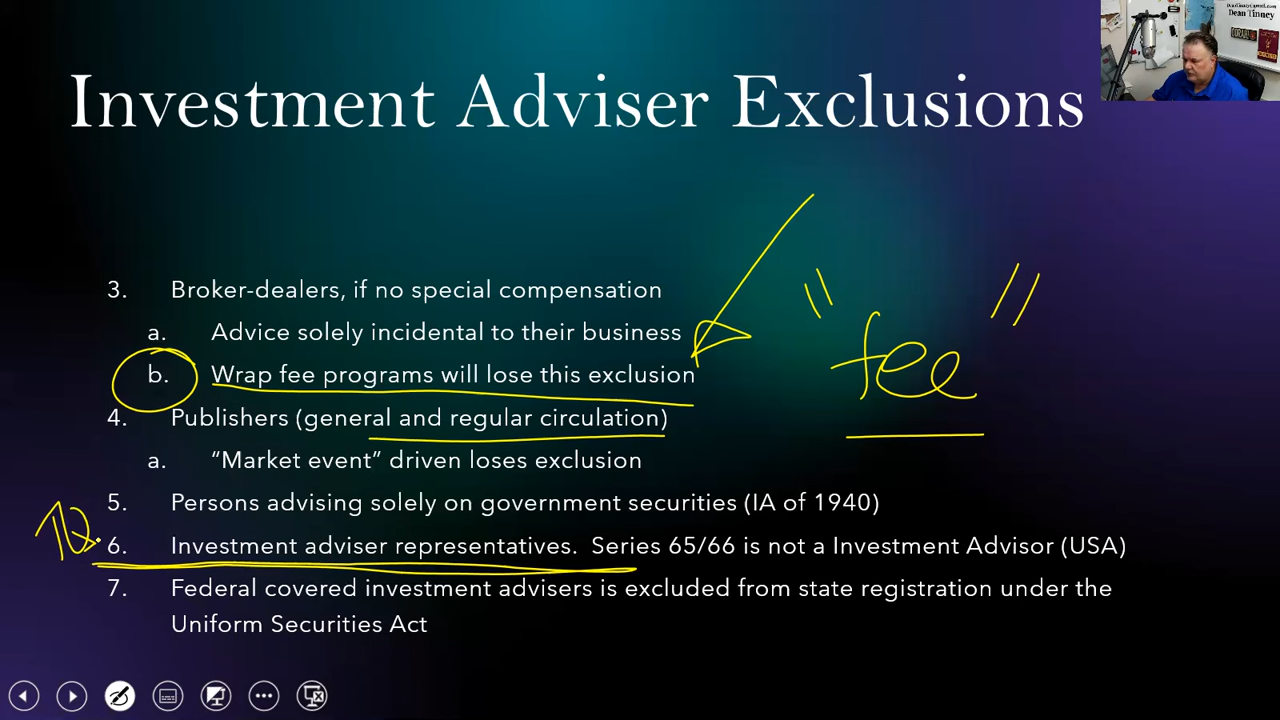 Dean Tinney
Investment Adviser Exclusions
3. Broker-dealers, if no special compensation
a. Advice solely incidental to their business
b. Wrap fee programs will lose this exclusion
"fee"
4. Publishers (general and regular circulation)
a. “Market event” driven loses exclusion
5. Persons advising solely on government securities (IA of 1940)
6. Investment adviser representatives. Series 65/66 is not a Investment Advisor (USA)
7. Federal covered investment advisers is excluded from state registration under the
Uniform Securities Act